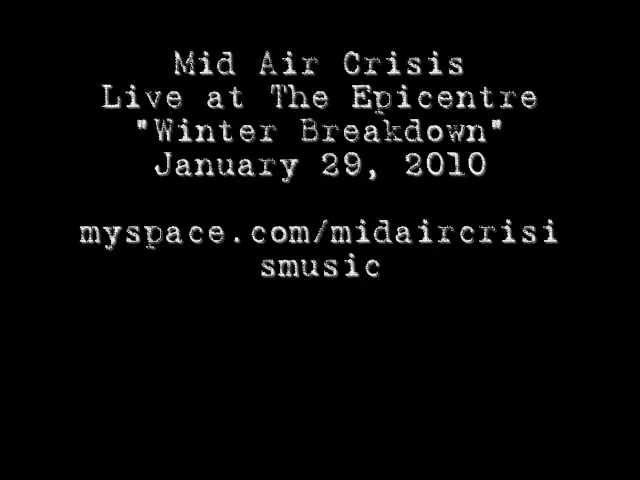 Mid Air Crisis
Live at The Epicentre
"Winter Breakdown"
January 29, 2010
myspace.com/midaircrisi
smusic